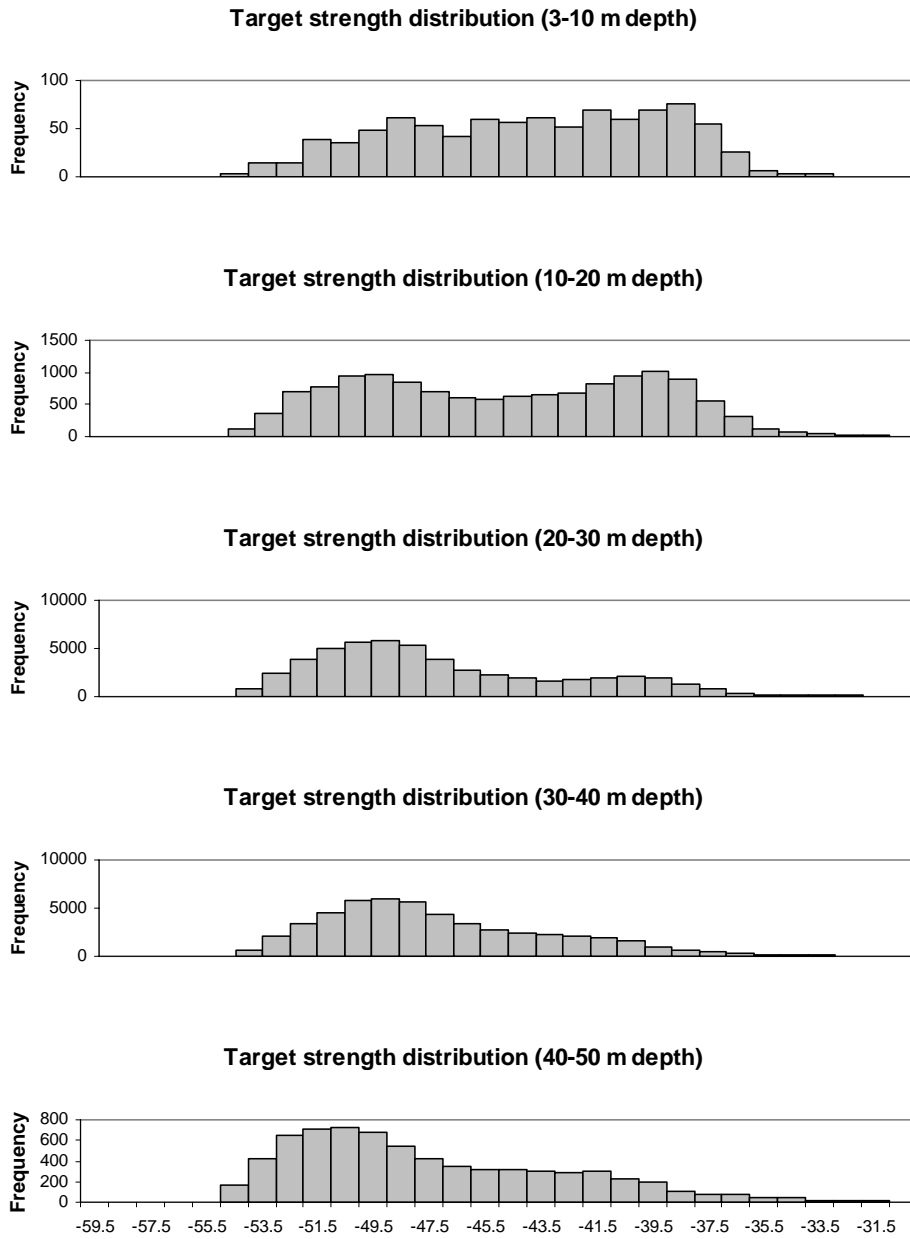 Target strength distribution (3-10 m depth)
Frequency
100
50
0
Target strength distribution (10-20 m depth)
Frequency
1500
1000
500
0
Target strength distribution (20-30 m depth)
Frequency
10000
5000
0
Target strength distribution (30-40 m depth)
Frequency
10000
5000
0
Target strength distribution (40-50 m depth)
Frequency
800
600
400
200
0
-59.5 -57.5 -55.5 -53.5 -51.5 -49.5 -47.5 -45.5 -43.5 -41.5 -39.5 -37.5 -35.5 -33.5 -31.5